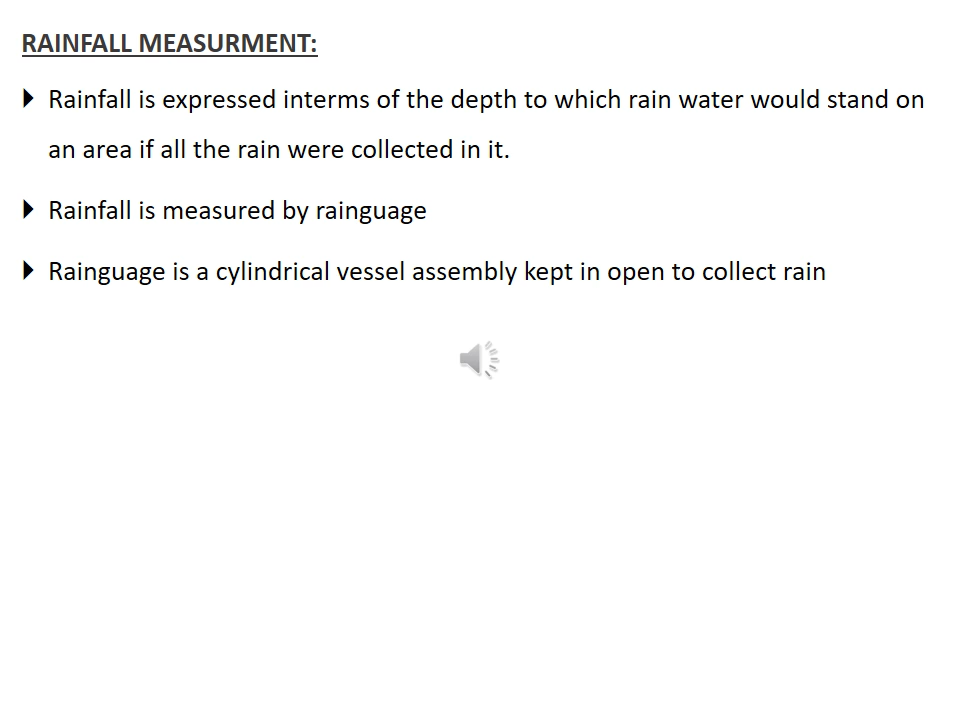 RAINFALL MEASURMENT:
Rainfall is expressed interms of the depth to which rain water would stand on
an area if all the rain were collected in it.
Rainfall is measured by rainguage
Rainguage is a cylindrical vessel assembly kept in open to collect rain